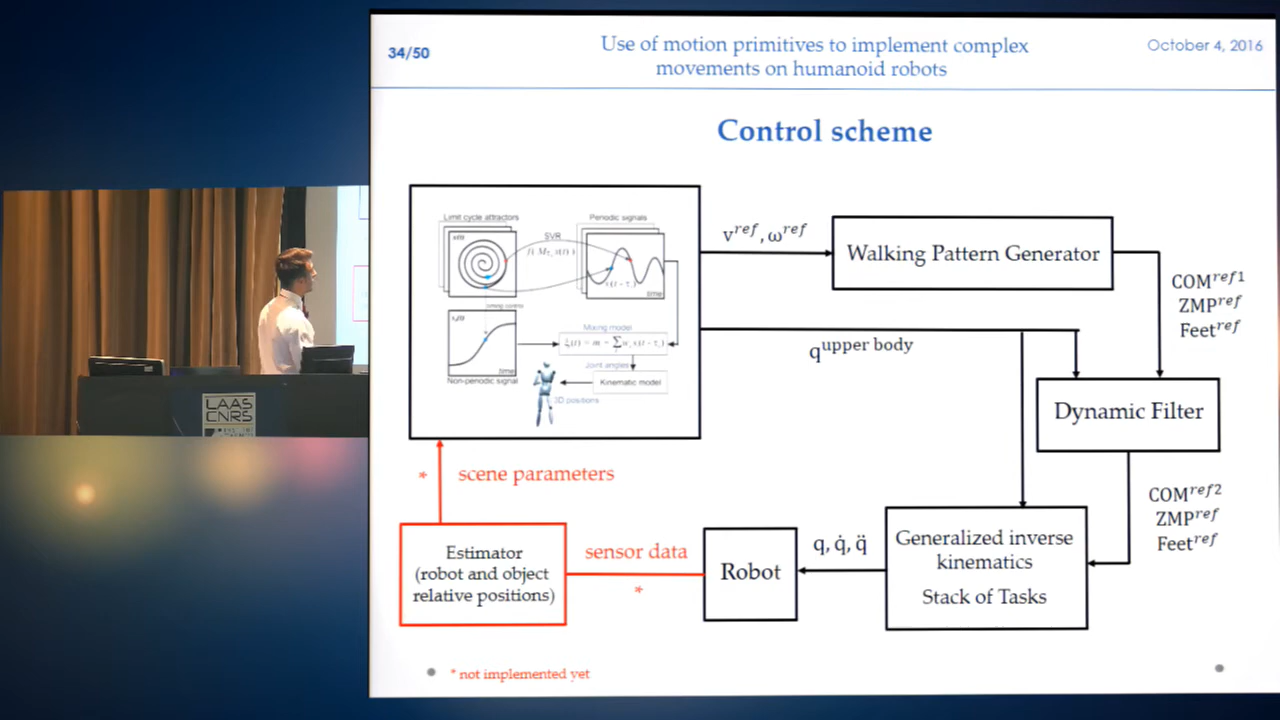 34/50
Use of motion primitives to implement complex
movements on humanoid robots
October 4, 2016
Control scheme
Limit cycle attractors
Periodic signals
SVR
time
time
Non-periodic signal
Mixing model
Joint angles
Kinematic model
3D positions
v^ref, ω^ref
Walking Pattern Generator
COM^ref1
ZMP^ref
Feet^ref
q^upper body
Dynamic Filter
COM^ref2
ZMP^ref
Feet^ref
* scene parameters
Estimator
(robot and object
relative positions)
sensor data
*
Robot
q, q̇, q̈
Generalized inverse
kinematics
Stack of Tasks
* not implemented yet
LAAS
CNRS